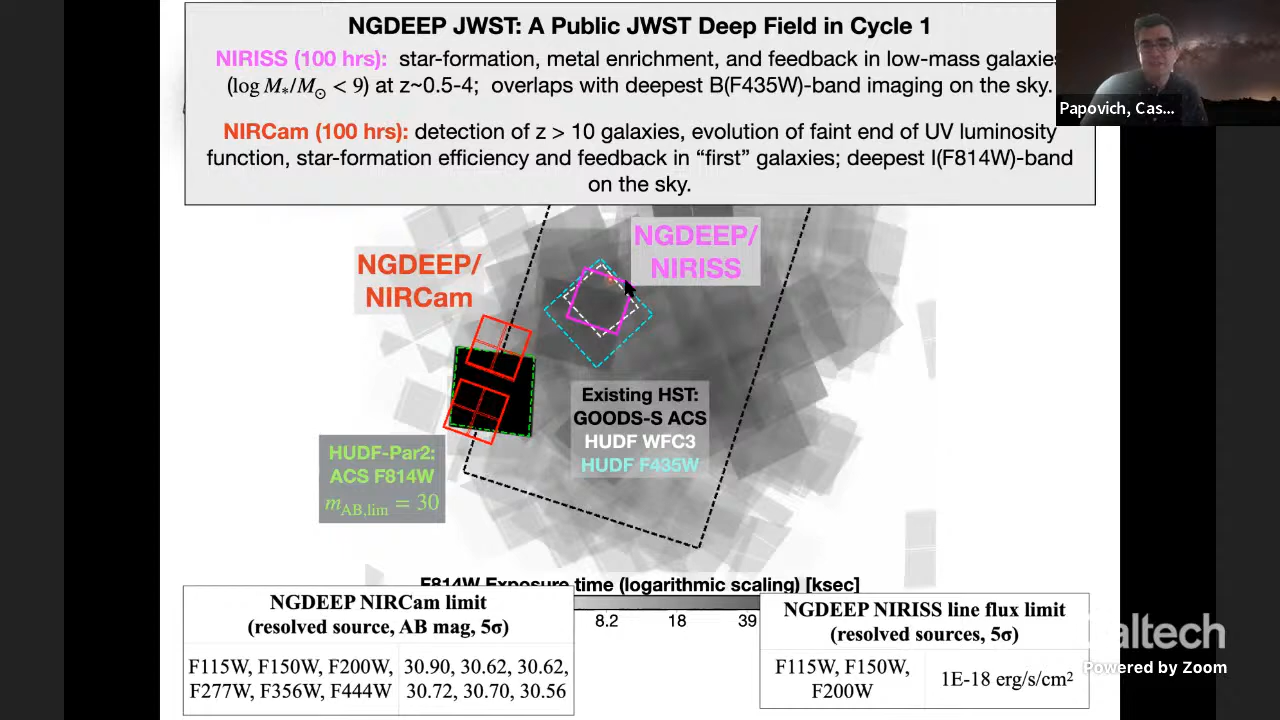 NGDEEP JWST: A Public JWST Deep Field in Cycle 1
NIRISS (100 hrs): star-formation, metal enrichment, and feedback in low-mass galaxies
(log M*/M⊙ < 9) at z~0.5-4; overlaps with deepest B(F435W)-band imaging on the sky.
NIRCam (100 hrs): detection of z > 10 galaxies, evolution of faint end of UV luminosity
function, star-formation efficiency and feedback in “first” galaxies; deepest I(F814W)-band
on the sky.
Papovich, Cas...
NGDEEP/
NIRISS
NGDEEP/
NIRCam
Existing HST:
GOODS-S ACS
HUDF WFC3
HUDF F435W
HUDF-Par2:
ACS F814W
m_AB,lim = 30
F814W Exposure time (logarithmic scaling) [ksec]
8.2 18 39
NGDEEP NIRCam limit
(resolved source, AB mag, 5σ)
F115W, F150W, F200W, 30.90, 30.62, 30.62,
F277W, F356W, F444W 30.72, 30.70, 30.56
NGDEEP NIRISS line flux limit
(resolved sources, 5σ)
F115W, F150W,
F200W
1E-18 erg/s/cm²
Caltech
Powered by Zoom